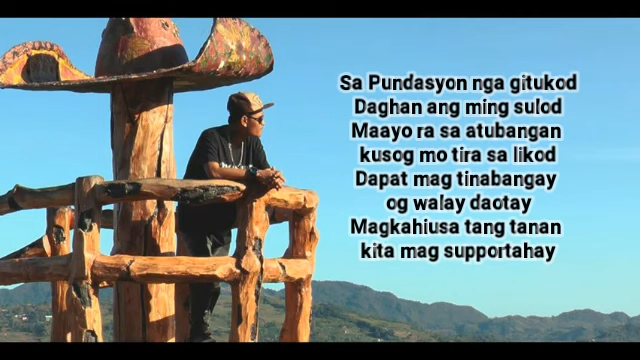 Sa Pundasyon nga gitukod
Daghan ang ming sulod
Maayo ra sa atubangan
kusog mo tira sa likod
Dapat mag tinabangay
og walay daotay
Magkahiusa tang tanan
kita mag supportahay